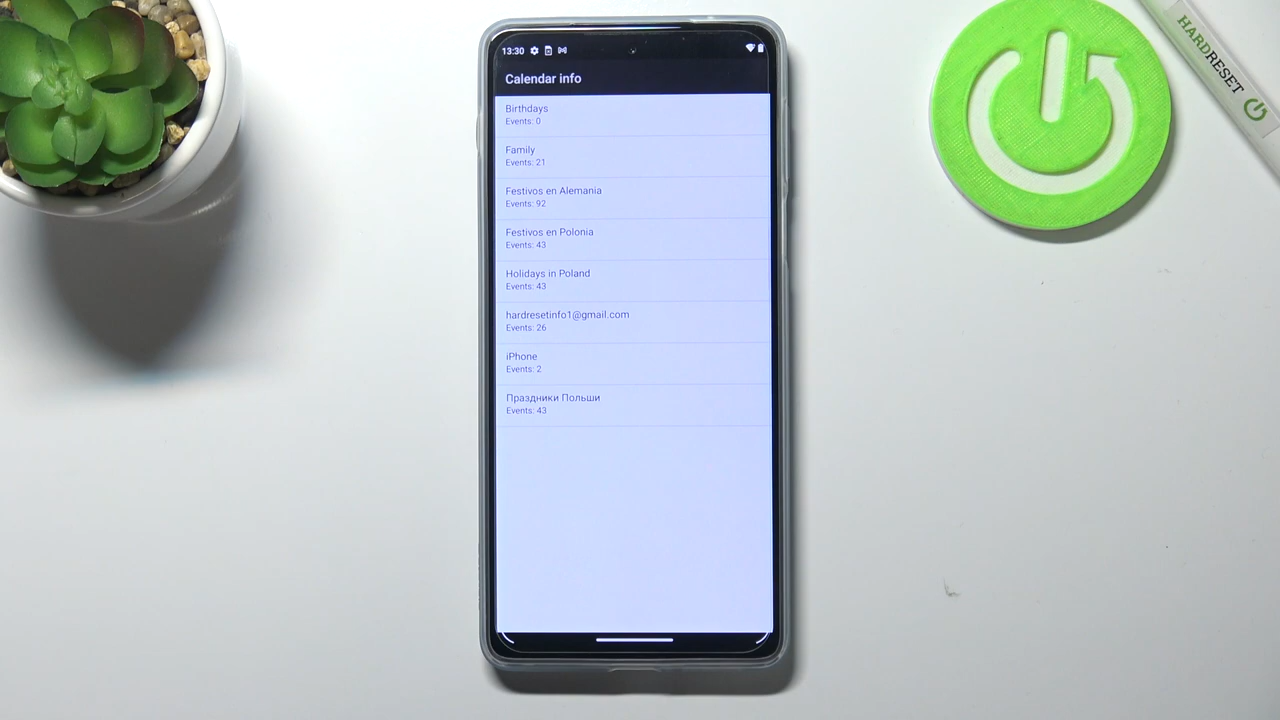 13:30
Calendar info
Birthdays
Events: 0
Family
Events: 21
Festivos en Alemania
Events: 92
Festivos en Polonia
Events: 43
Holidays in Poland
Events: 43
hardresetinfo1@gmail.com
Events: 26
iPhone
Events: 2
Праздники Польши
Events: 43
HARDRESET